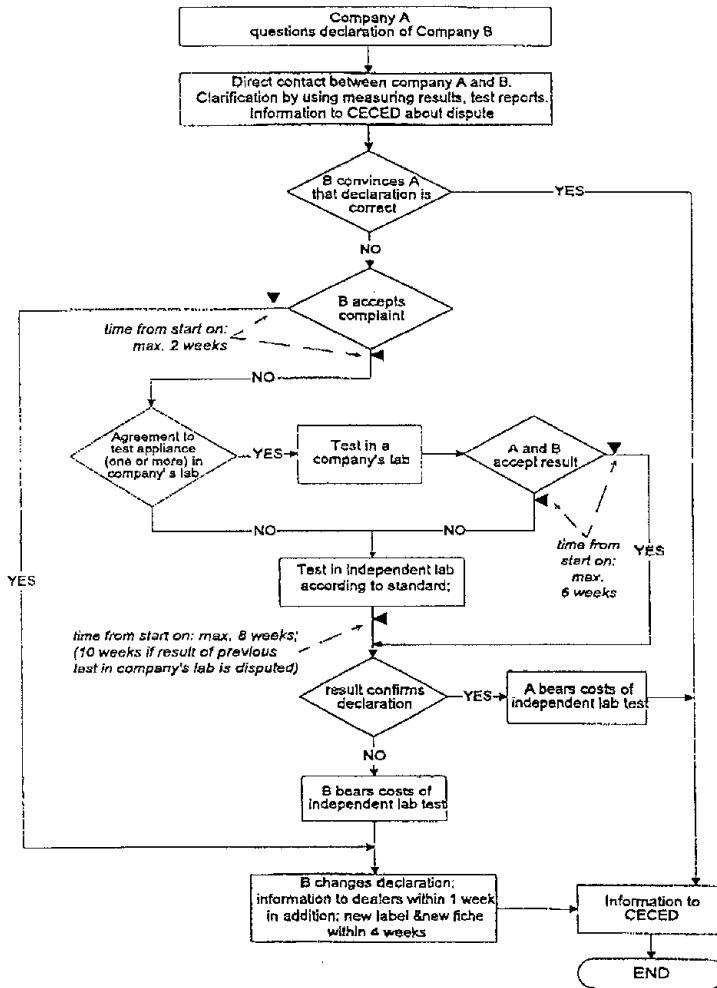 Company A
questions declaration of Company B
Direct contact between company A and B.
Clarification by using measuring results, test reports.
Information to CECED about dispute
B convinces A
that declaration is
correct
YES
NO
B accepts
complaint
time from start on:
max. 2 weeks
NO
Agreement to
test appliance
(one or more) in
company's lab
YES
Test in a
company's lab
A and B
accept result
NO
NO
time from
start on:
max.
6 weeks
YES
YES
Test in independent lab
according to standard;
time from start on: max. 8 weeks;
(10 weeks if result of previous
test in company's lab is disputed)
result confirms
declaration
YES
A bears costs of
independent lab test
NO
B bears costs of
independent lab test
B changes declaration;
information to dealers within 1 week
in addition; new label &new fiche
within 4 weeks
Information to
CECED
END